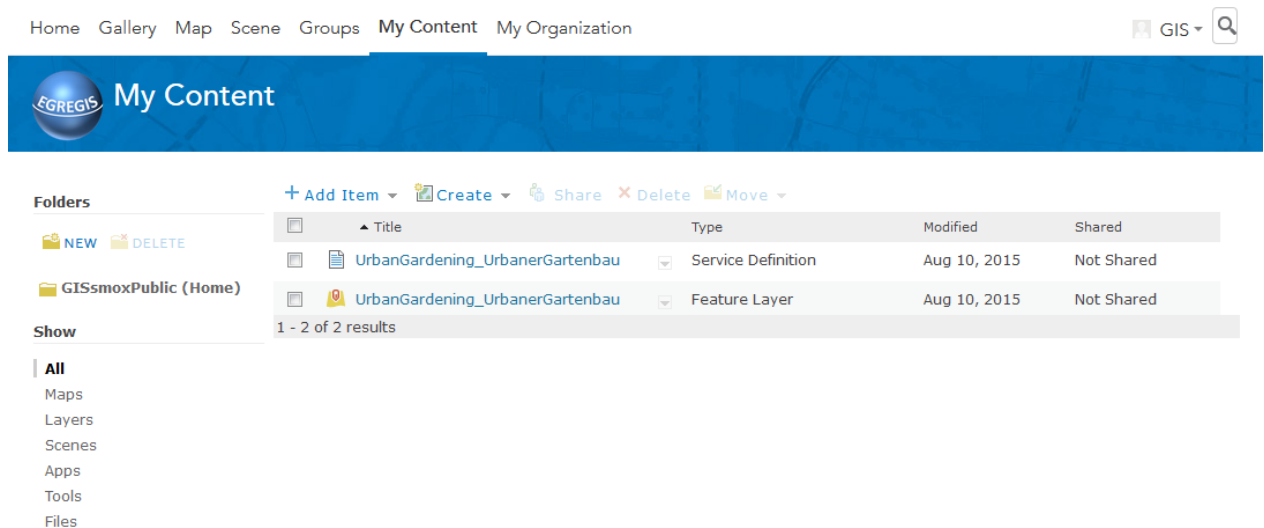 Home Gallery Map Scene Groups My Content My Organization GIS
EGREGIS My Content
Folders
NEW DELETE
GISsmoxPublic (Home)
Show
All
Maps
Layers
Scenes
Apps
Tools
Files
+ Add Item Create Share Delete Move
Title Type Modified Shared
UrbanGardening_UrbanerGartenbau Service Definition Aug 10, 2015 Not Shared
UrbanGardening_UrbanerGartenbau Feature Layer Aug 10, 2015 Not Shared
1 - 2 of 2 results